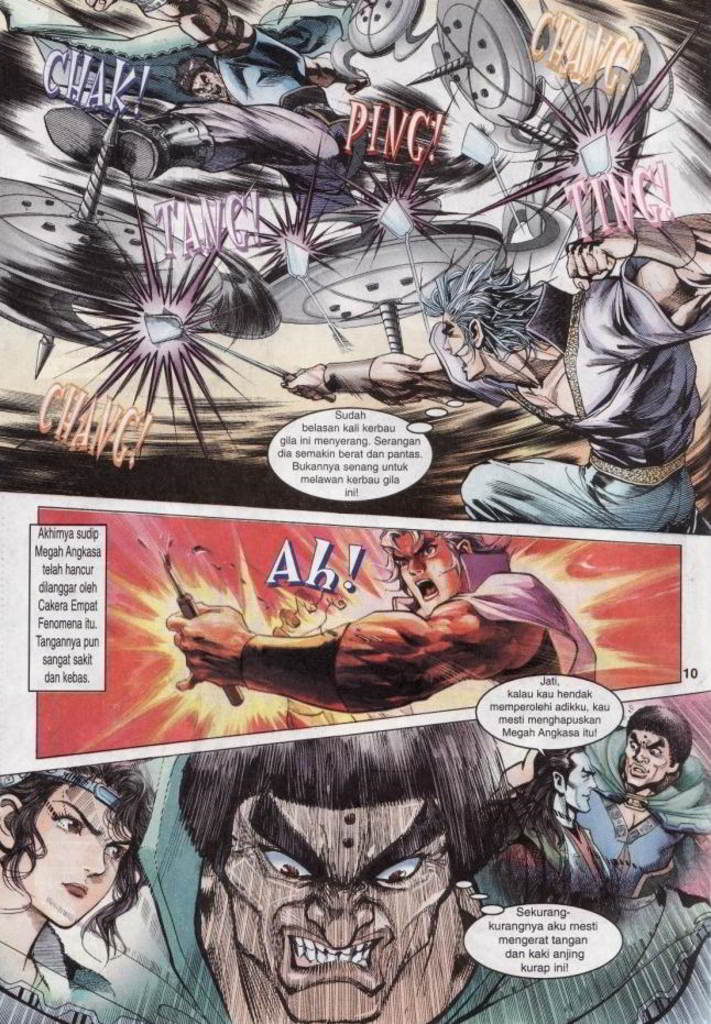 CHAK!
CHANG!
PING!
TANG!
TING!
CHANG!
Sudah
belasan kali kerbau
gila ini menyerang. Serangan
dia semakin berat dan pantas.
Bukannya senang untuk
melawan kerbau gila
ini!
Akhirnya sudip
Megah Angkasa
telah hancur
dilanggar oleh
Cakera Empat
Fenomena itu.
Tangannya pun
sangat sakit
dan kebas.
Ah!
10
Jati,
kalau kau hendak
memperolehi adikku, kau
mesti menghapuskan
Megah Angkasa itu!
Sekurang-
kurangnya aku mesti
mengerat tangan
dan kaki anjing
kurap ini!